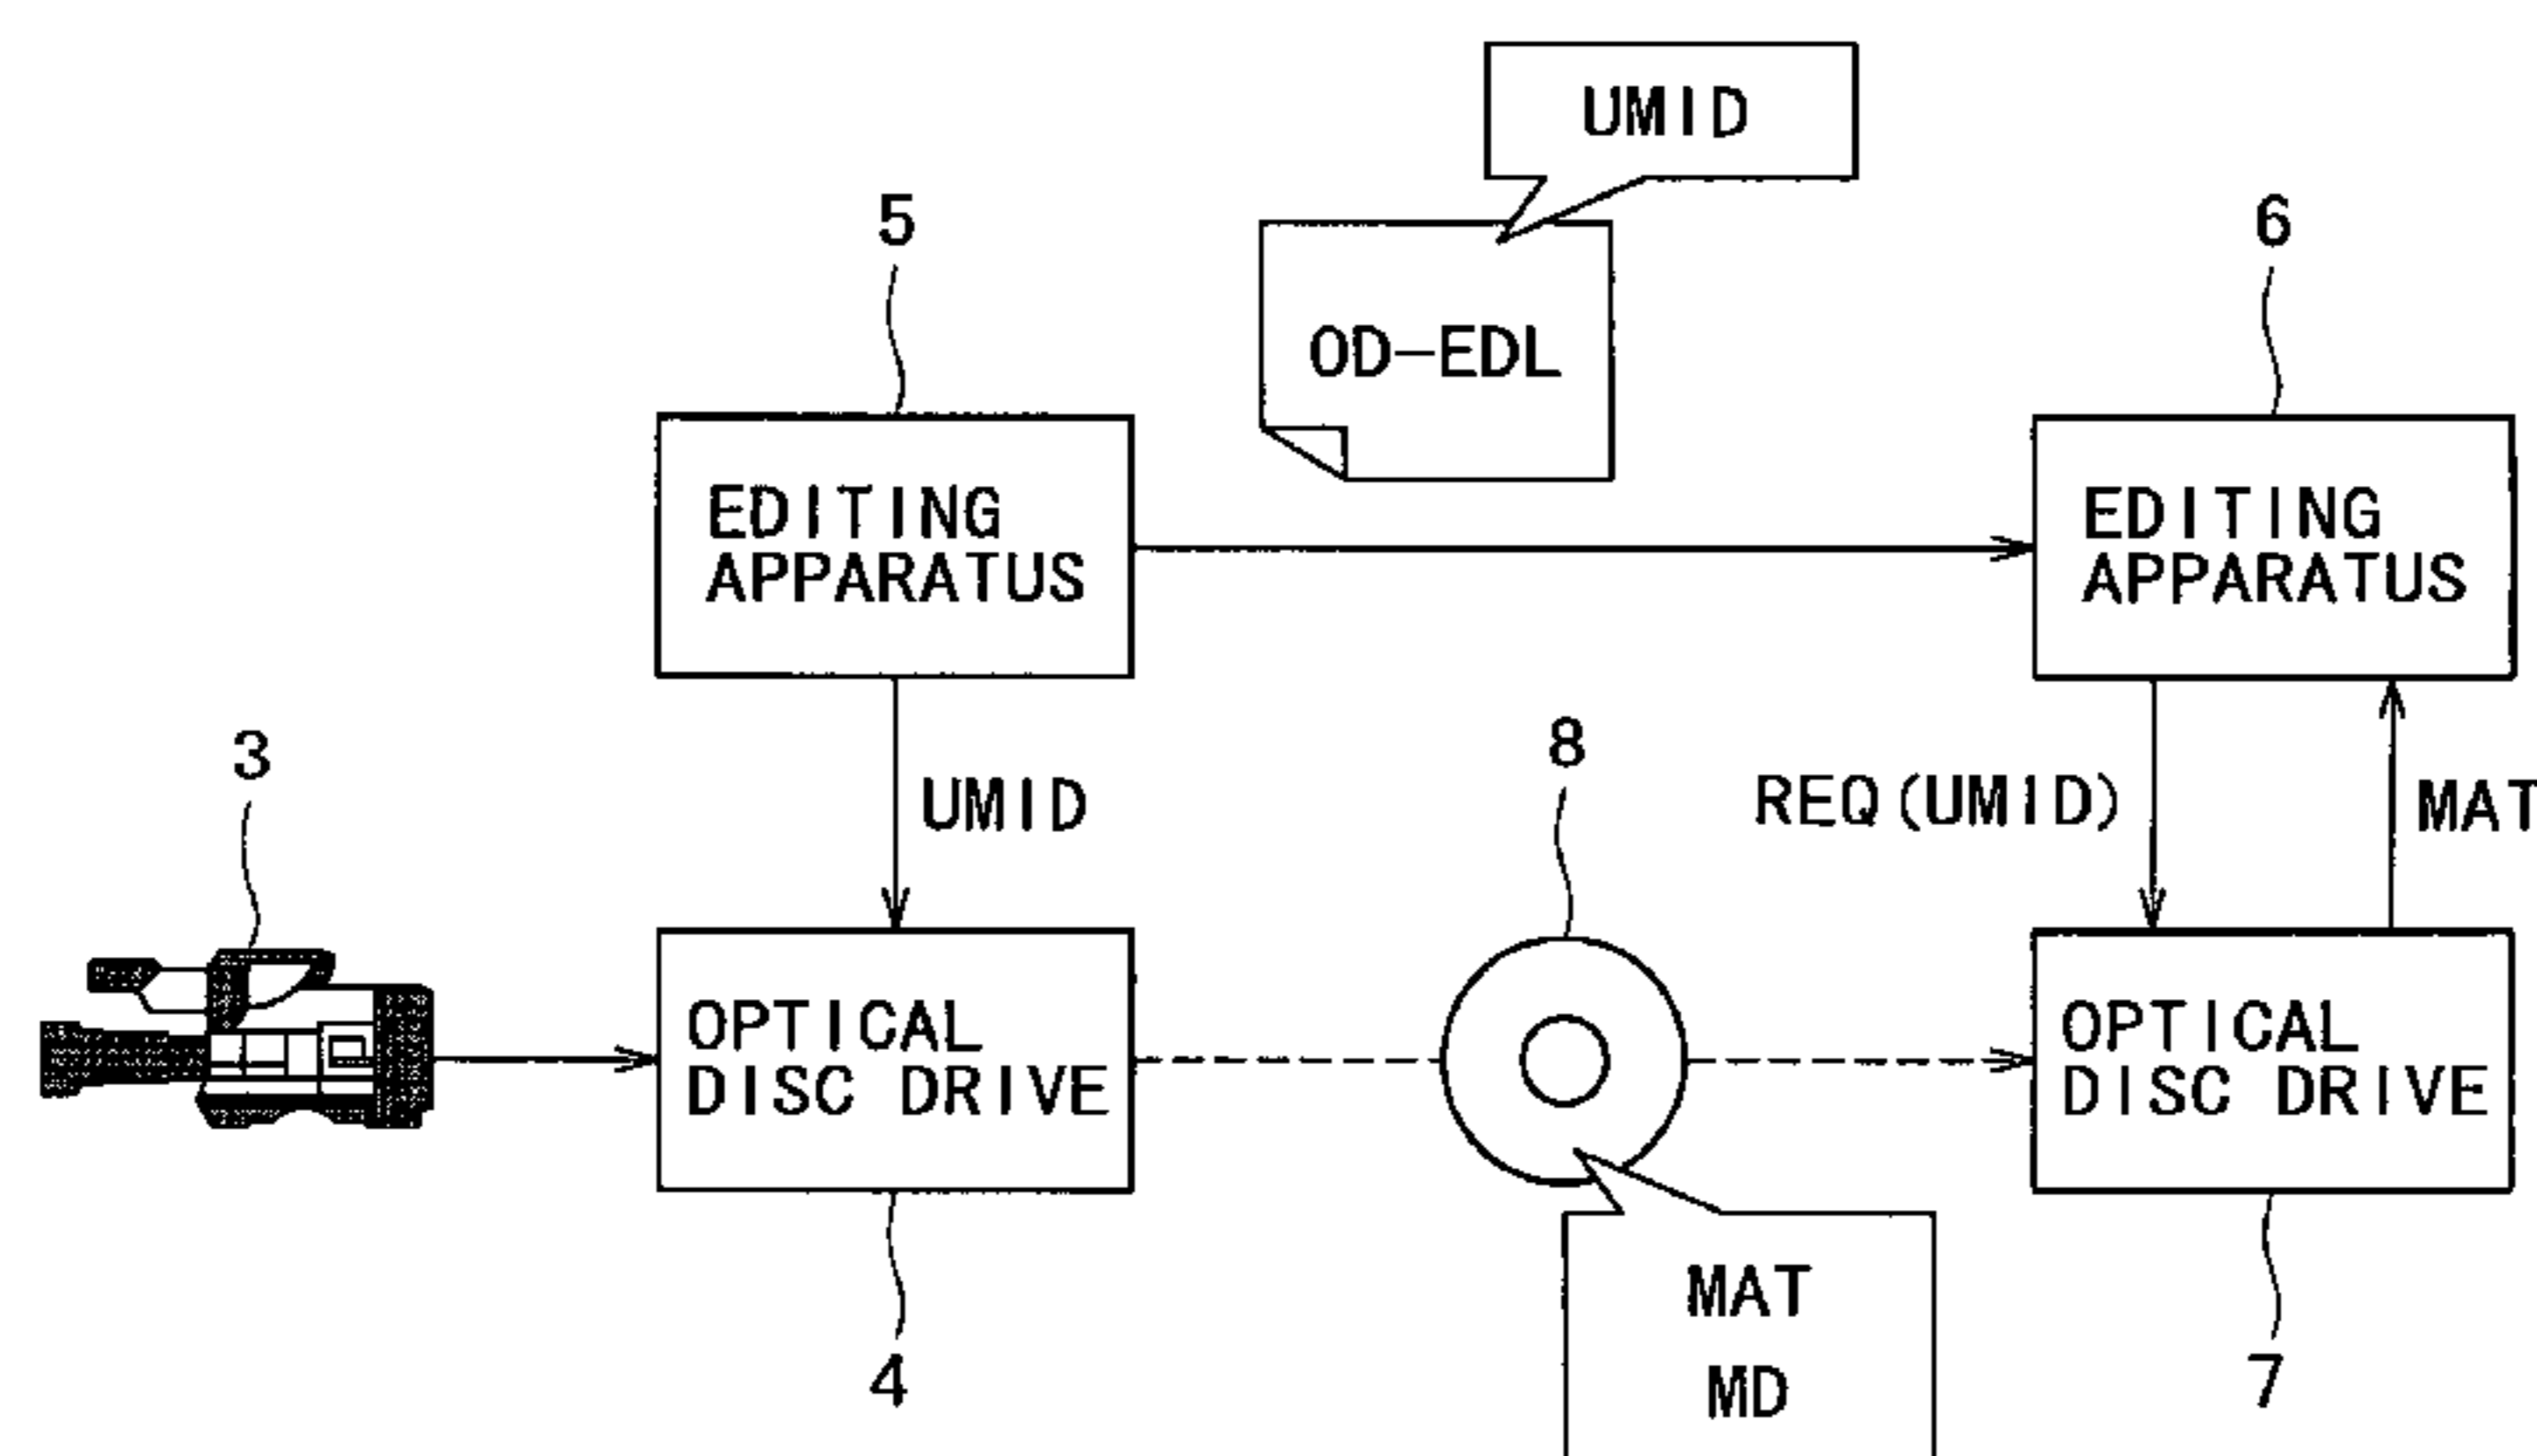 UMID
5
6
OD-EDL
EDITING
APPARATUS
EDITING
APPARATUS
3
UMID
8
REQ(UMID)
MAT
OPTICAL
DISC DRIVE
OPTICAL
DISC DRIVE
MAT
MD
4
7